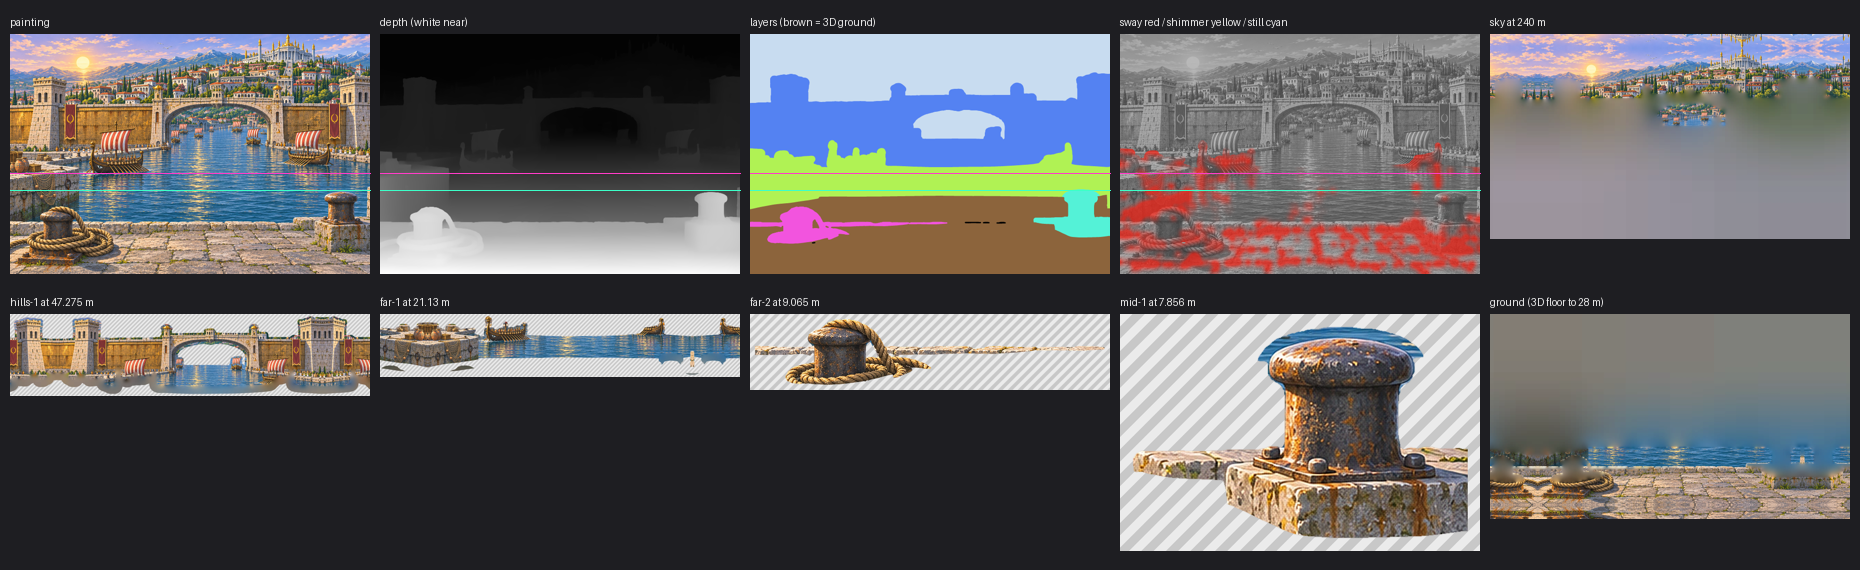 painting
depth (white near)
layers (brown = 3D ground)
sway red / shimmer yellow / still cyan
sky at 240 m
hills-1 at 47.275 m
far-1 at 21.13 m
far-2 at 9.065 m
mid-1 at 7.856 m
ground (3D floor to 28 m)